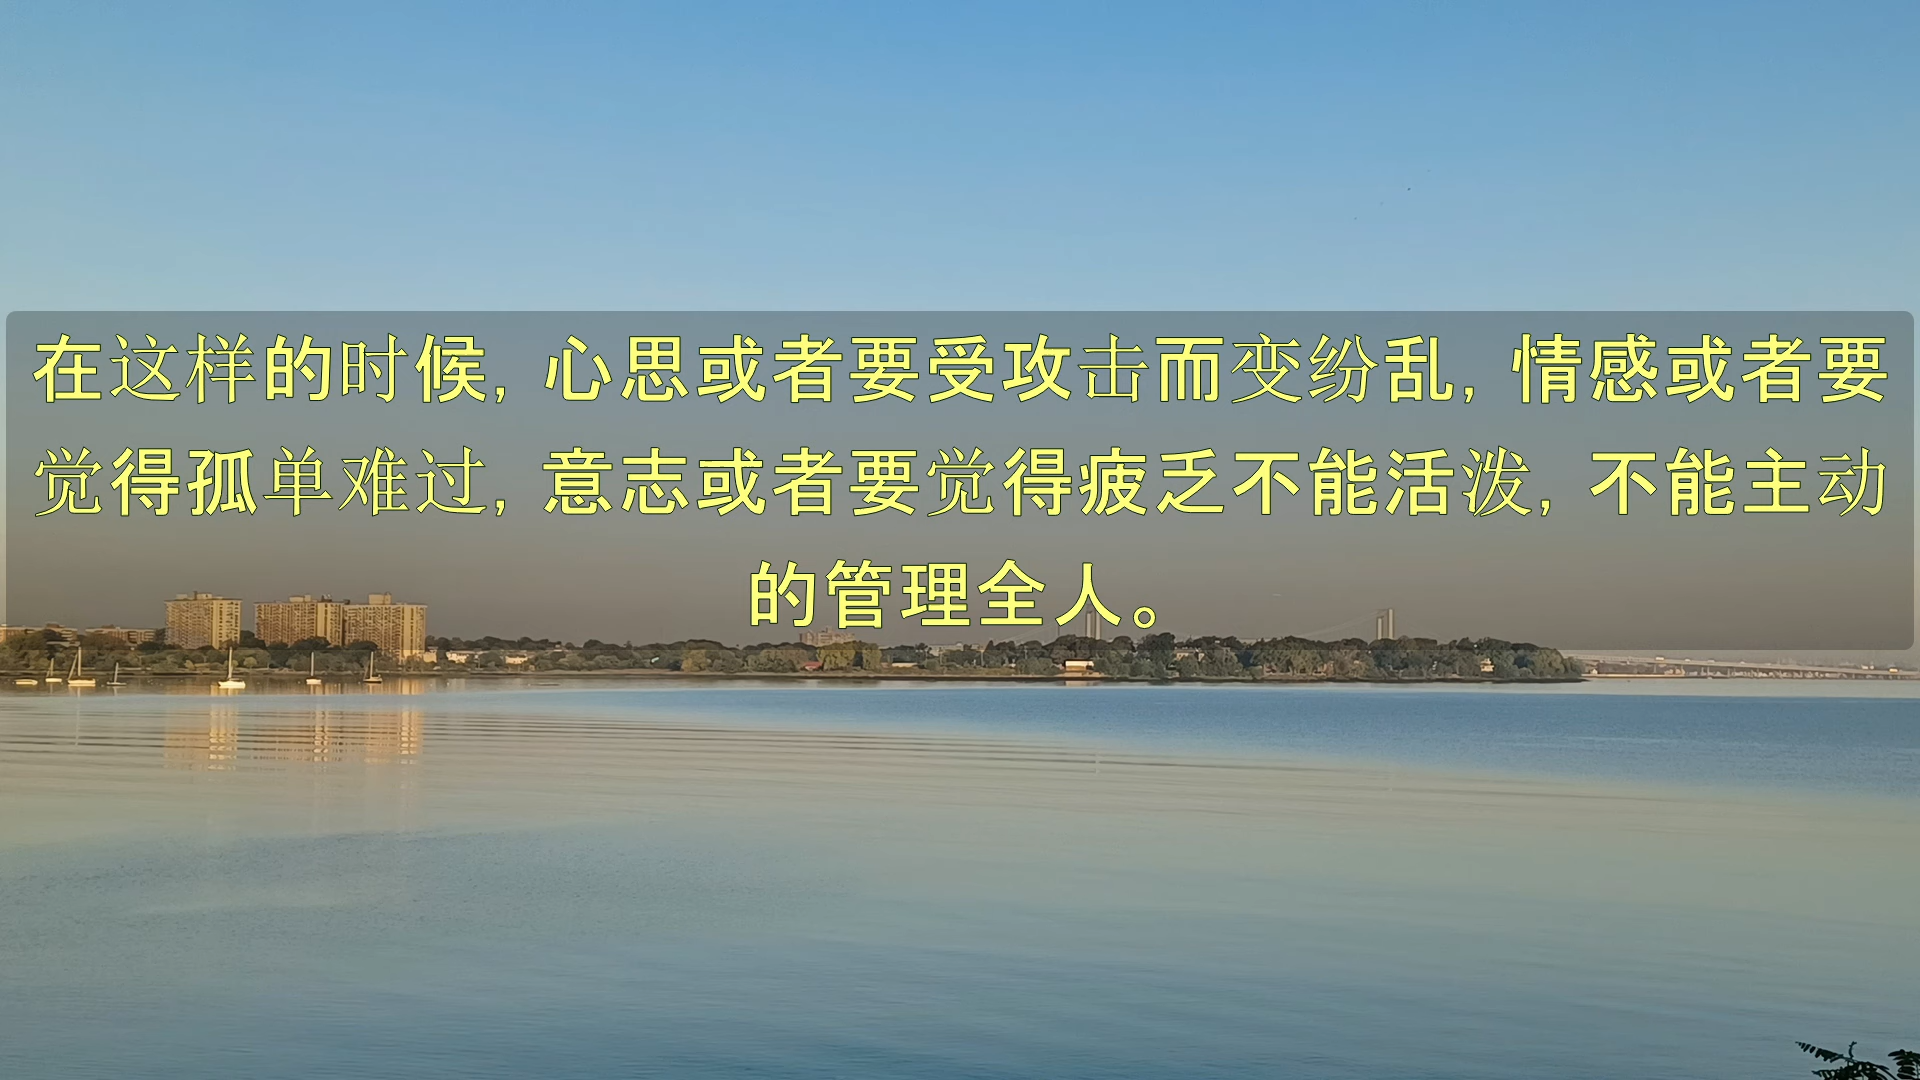 在这样的时候, 心思或者要受攻击而变纷乱, 情感或者要
觉得孤单难过, 意志或者要觉得疲乏不能活泼, 不能主动
的管理全人。